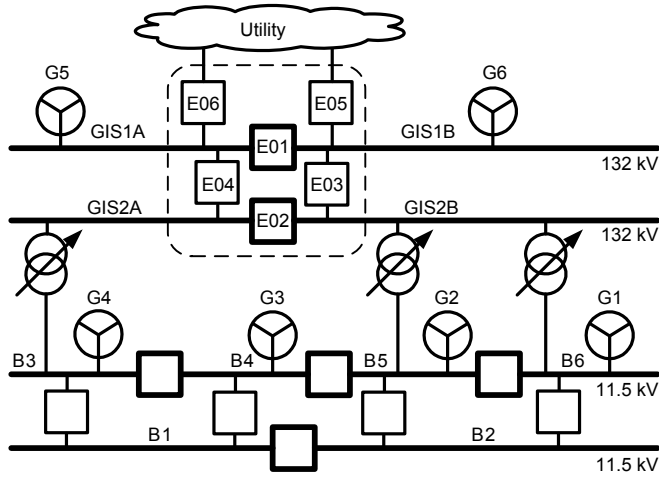 Utility
G5
G6
E06
E05
GIS1A
E01
GIS1B
132 kV
E04
E03
GIS2A
E02
GIS2B
132 kV
G4
G3
G2
G1
B3
B4
B5
B6
11.5 kV
B1
B2
11.5 kV